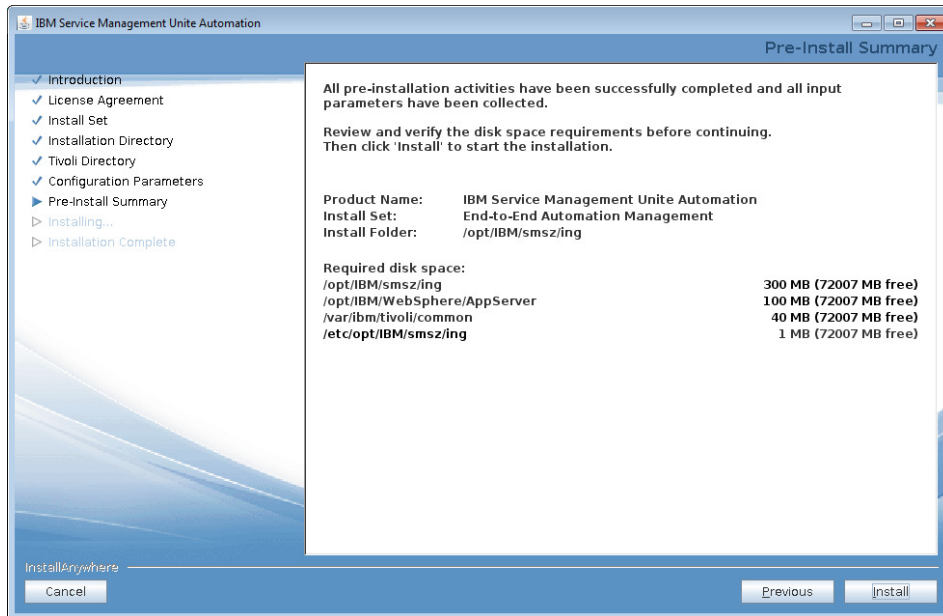 IBM Service Management Unite Automation
Pre-Install Summary
Introduction
License Agreement
Install Set
Installation Directory
Tivoli Directory
Configuration Parameters
Pre-Install Summary
Installing...
Installation Complete
All pre-installation activities have been successfully completed and all input
parameters have been collected.
Review and verify the disk space requirements before continuing.
Then click 'Install' to start the installation.
Product Name: IBM Service Management Unite Automation
Install Set: End-to-End Automation Management
Install Folder: /opt/IBM/smsz/ing
Required disk space:
/opt/IBM/smsz/ing 300 MB (72007 MB free)
/opt/IBM/WebSphere/AppServer 100 MB (72007 MB free)
/var/ibm/tivoli/common 40 MB (72007 MB free)
/etc/opt/IBM/smsz/ing 1 MB (72007 MB free)
InstallAnywhere
Cancel Previous Install